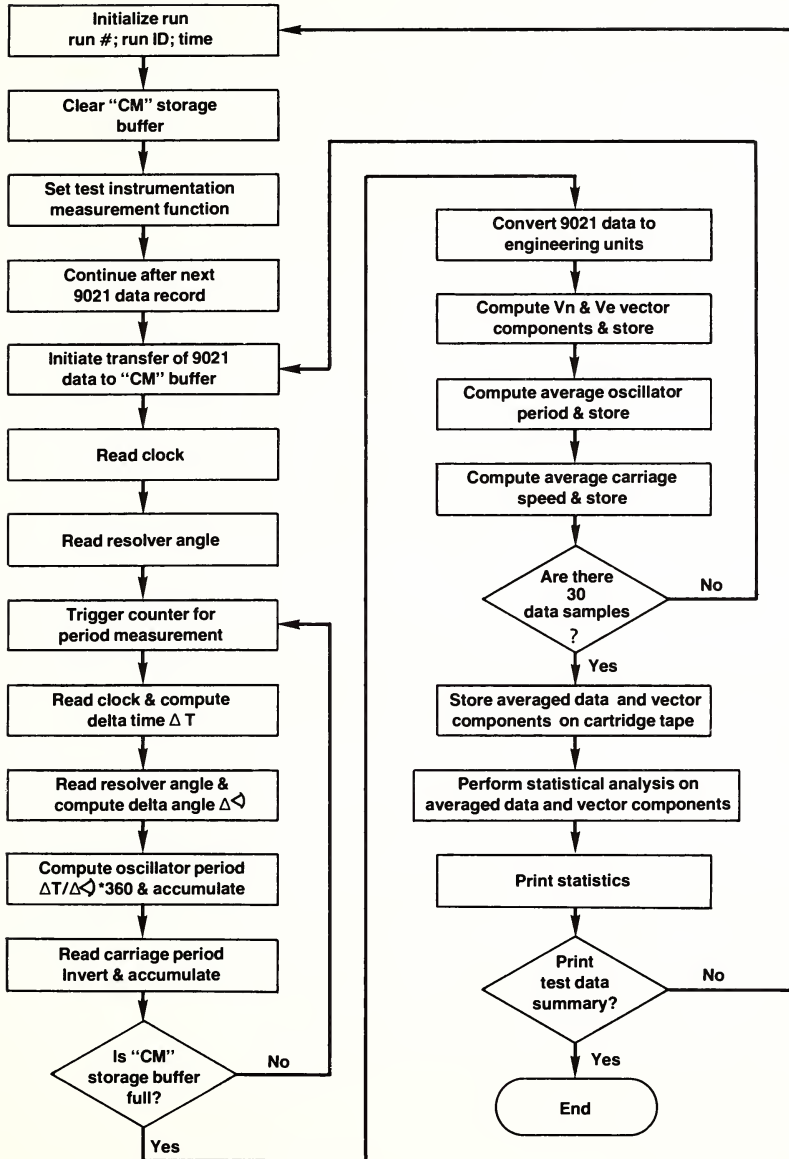 Initialize run
run #; run ID; time
Clear "CM" storage
buffer
Set test instrumentation
measurement function
Continue after next
9021 data record
Initiate transfer of 9021
data to "CM" buffer
Read clock
Read resolver angle
Trigger counter for
period measurement
Read clock & compute
delta time Δ T
Read resolver angle &
compute delta angle Δ∢
Compute oscillator period
ΔT/Δ∢ *360 & accumulate
Read carriage period
Invert & accumulate
Is "CM"
storage buffer
full?
No
Yes
Convert 9021 data to
engineering units
Compute Vn & Ve vector
components & store
Compute average oscillator
period & store
Compute average carriage
speed & store
Are there
30
data samples
?
No
Yes
Store averaged data and vector
components on cartridge tape
Perform statistical analysis on
averaged data and vector components
Print statistics
Print
test data
summary?
No
Yes
End